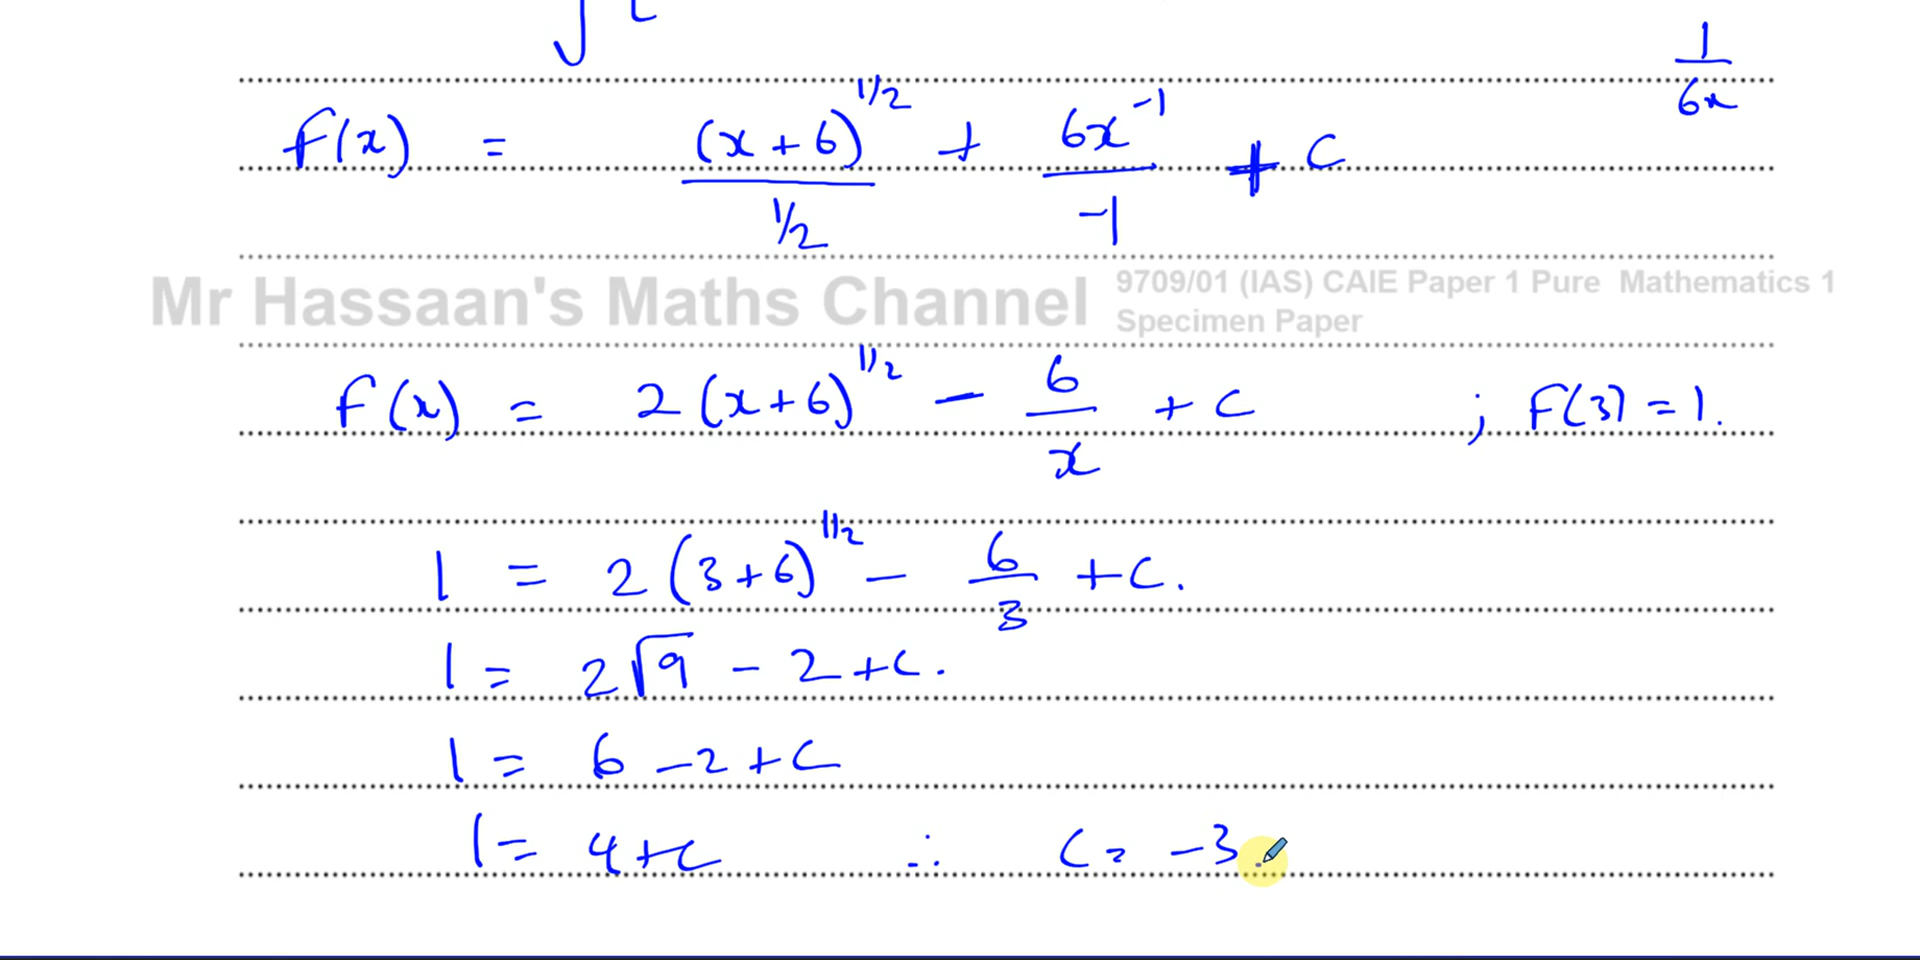 1/6x
f(x) = (x+6)^1/2 / 1/2 + 6x^-1 / -1 + C
Mr Hassaan's Maths Channel
9709/01 (IAS) CAIE Paper 1 Pure Mathematics 1
Specimen Paper
f(x) = 2(x+6)^1/2 - 6/x + C ; f(3) = 1.
1 = 2(3+6)^1/2 - 6/3 + C.
1 = 2√9 - 2 + C.
1 = 6 - 2 + C
1 = 4 + C ∴ C = -3.